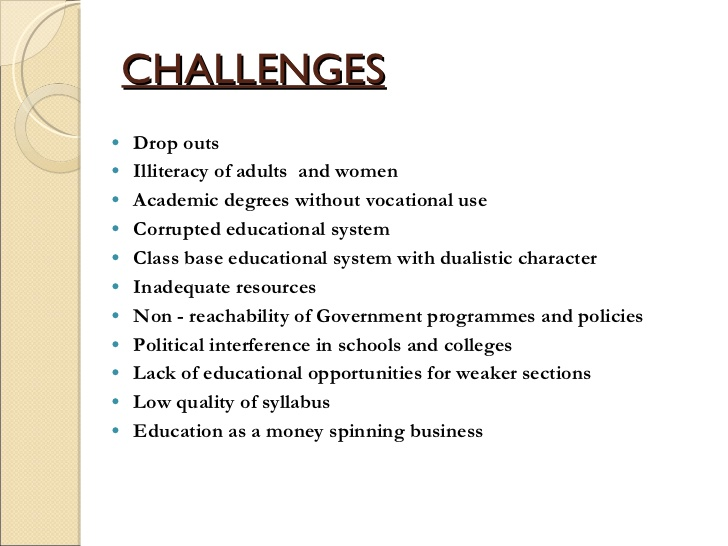 CHALLENGES
• Drop outs
• Illiteracy of adults  and women
• Academic degrees without vocational use
• Corrupted educational system
• Class base educational system with dualistic character
• Inadequate resources
• Non - reachability of Government programmes and policies
• Political interference in schools and colleges
• Lack of educational opportunities for weaker sections
• Low quality of syllabus
• Education as a money spinning business